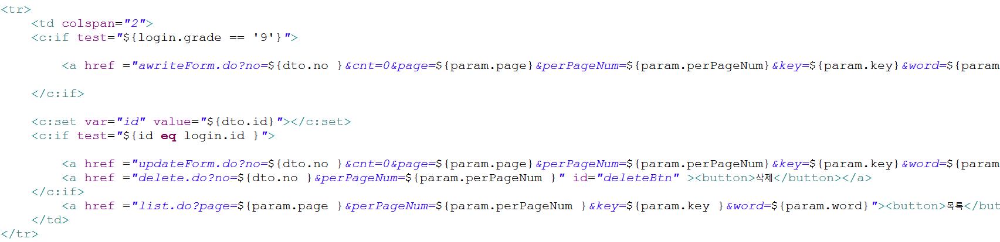 <tr>
<td colspan="2">
<c:if test="${login.grade == '9'}">
<a href ="awriteForm.do?no=${dto.no }&cnt=0&page=${param.page}&perPageNum=${param.perPageNum}&key=${param.key}&word=${param
</c:if>
<c:set var="id" value="${dto.id}"></c:set>
<c:if test="${id eq login.id }">
<a href ="updateForm.do?no=${dto.no }&cnt=0&page=${param.page}&perPageNum=${param.perPageNum}&key=${param.key}&word=${param
<a href ="delete.do?no=${dto.no }&perPageNum=${param.perPageNum }" id="deleteBtn" ><button>삭제</button></a>
</c:if>
<a href ="list.do?page=${param.page }&perPageNum=${param.perPageNum }&key=${param.key }&word=${param.word}"><button>목록</but
</td>
</tr>